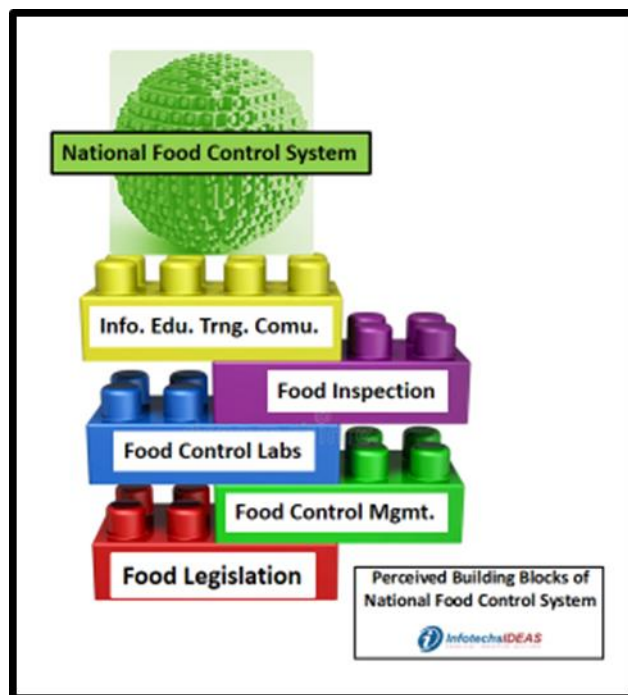 National Food Control System
Info. Edu. Trng. Comu.
Food Inspection
Food Control Labs
Food Control Mgmt.
Food Legislation
Perceived Building Blocks of
National Food Control System
InfotechsIDEAS